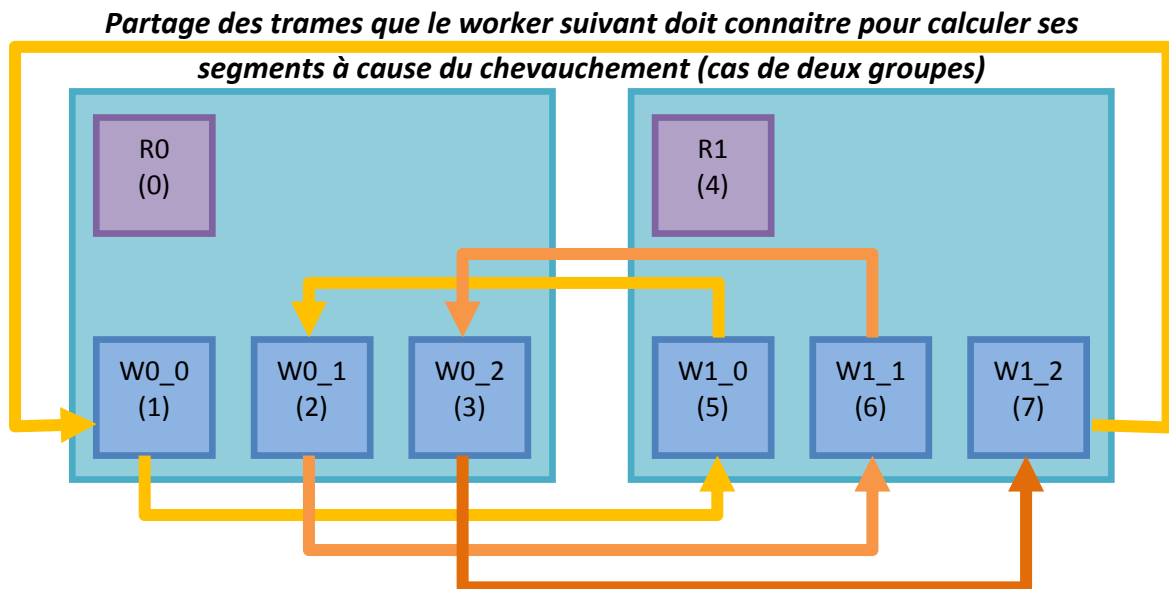 Partage des trames que le worker suivant doit connaitre pour calculer ses
segments à cause du chevauchement (cas de deux groupes)
R0
(0)
R1
(4)
W0_0
(1)
W0_1
(2)
W0_2
(3)
W1_0
(5)
W1_1
(6)
W1_2
(7)